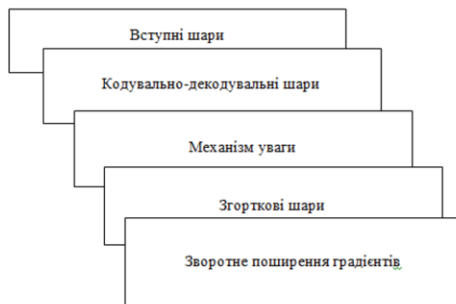 Вступні шари
Кодувально-декодувальні шари
Механізм уваги
Згорткові шари
Зворотне поширення градієнтів